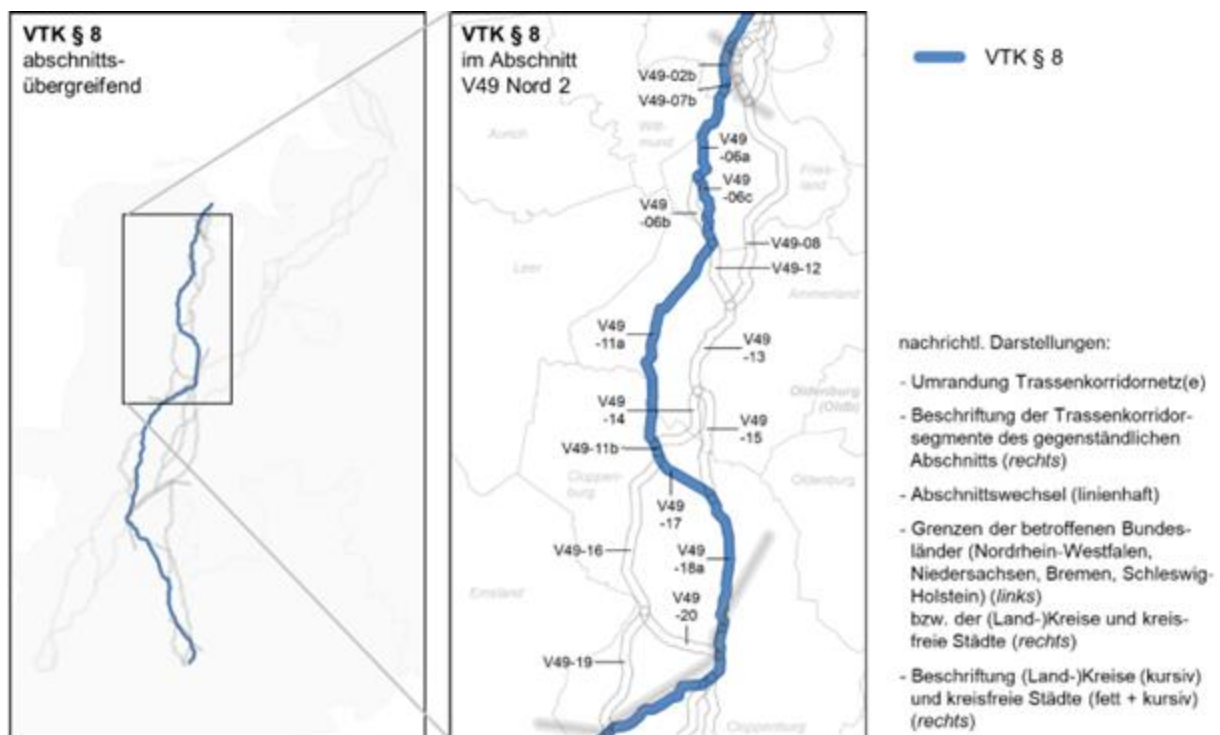 VTK § 8
abschnitts-
übergreifend
VTK § 8
im Abschnitt
V49 Nord 2
V49-02b
V49-07b
Aurich
Witt-
mund
V49
-06a
Fries-
land
V49
-06c
V49
-06b
V49-08
V49-12
Leer
Ammerland
V49
-11a
V49
-13
Oldenburg
(Oldb)
V49
-14
V49
-15
V49-11b
Cloppen-
burg
Oldenburg
V49
-17
V49-16
V49
-18a
Emsland
V49
-20
V49-19
Cloppenburg
VTK § 8
nachrichtl. Darstellungen:
- Umrandung Trassenkorridornetz(e)
- Beschriftung der Trassenkorridor-
segmente des gegenständlichen
Abschnitts (rechts)
- Abschnittswechsel (linienhaft)
- Grenzen der betroffenen Bundes-
länder (Nordrhein-Westfalen,
Niedersachsen, Bremen, Schleswig-
Holstein) (links)
bzw. der (Land-)Kreise und kreis-
freie Städte (rechts)
- Beschriftung (Land-)Kreise (kursiv)
und kreisfreie Städte (fett + kursiv)
(rechts)